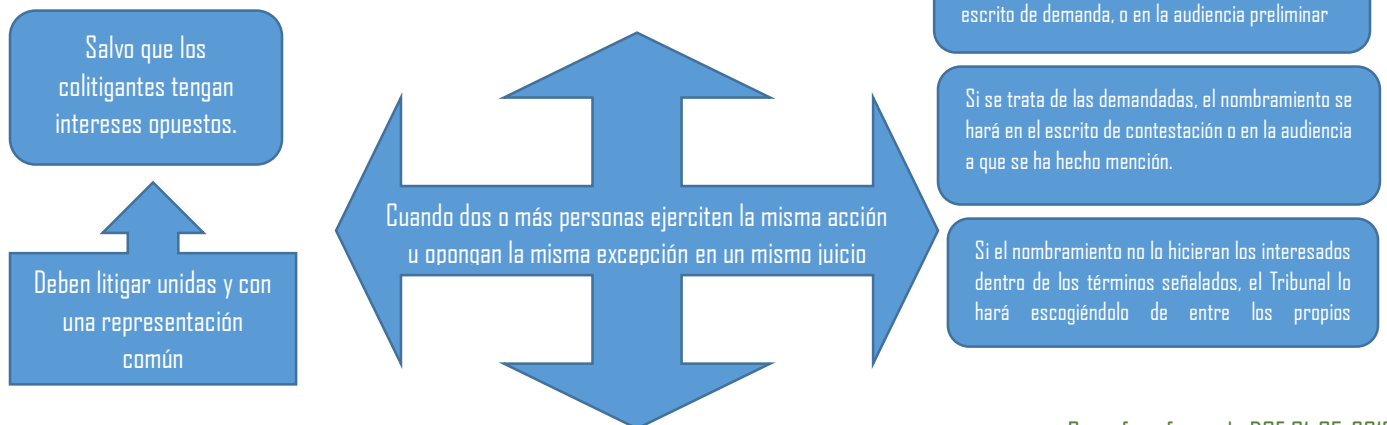 Salvo que los
colitigantes tengan
intereses opuestos.
Deben litigar unidas y con
una representación
común
Cuando dos o más personas ejerciten la misma acción
u opongan la misma excepción en un mismo juicio
escrito de demanda, o en la audiencia preliminar
Si se trata de las demandadas, el nombramiento se
hará en el escrito de contestación o en la audiencia
a que se ha hecho mención.
Si el nombramiento no lo hicieran los interesados
dentro de los términos señalados, el Tribunal lo
hará escogiéndolo de entre los propios